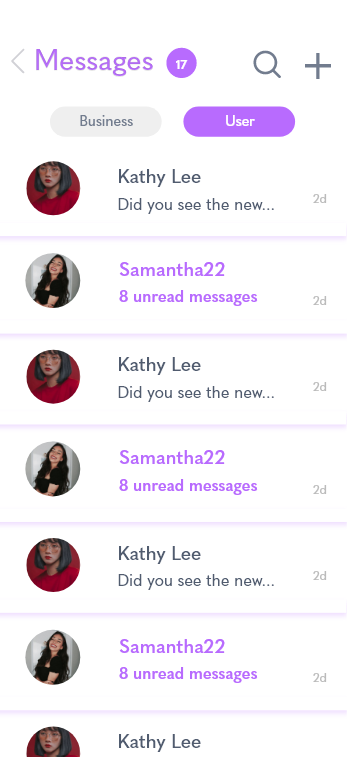 Messages 17
Business User
Kathy Lee
Did you see the new...
2d
Samantha22
8 unread messages
2d
Kathy Lee
Did you see the new...
2d
Samantha22
8 unread messages
2d
Kathy Lee
Did you see the new...
2d
Samantha22
8 unread messages
2d
Kathy Lee